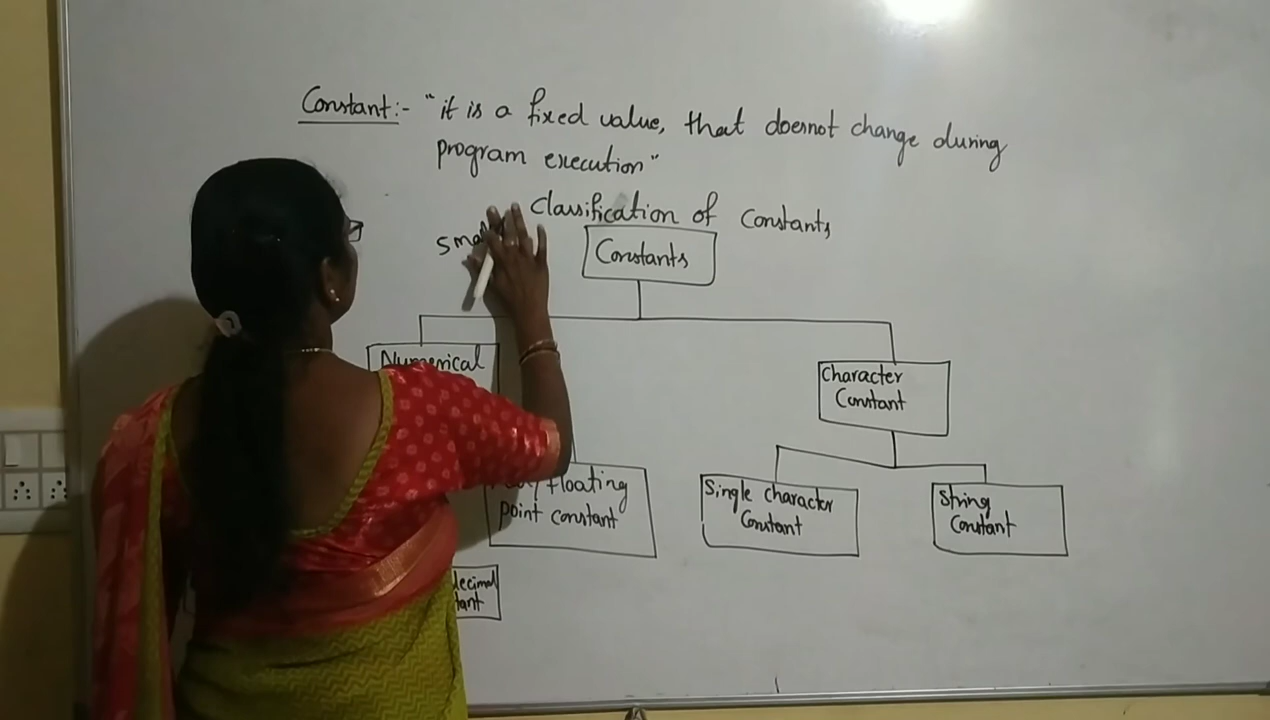 Constant:- "it is a fixed value, that doesnot change during
program execution"
classification of Constants
Constants
Numerical
Character
Constant
floating
point constant
Single character
Constant
String
Constant